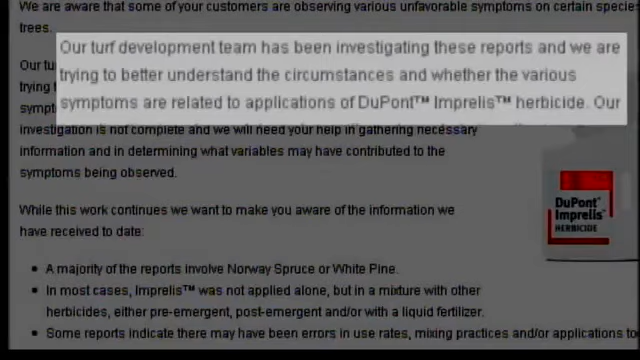 We are aware that some of your customers are observing various unfavorable symptoms on certain species
trees.
Our turf development team has been investigating these reports and we are
trying to better understand the circumstances and whether the various
symptoms are related to applications of DuPont™ Imprelis™ herbicide. Our
Our tu
trying
sympt
investigation is not complete and we will need your help in gathering necessary
information and in determining what variables may have contributed to the
symptoms being observed.
While this work continues we want to make you aware of the information we
have received to date:
• A majority of the reports involve Norway Spruce or White Pine.
• In most cases, Imprelis™ was not applied alone, but in a mixture with other
herbicides, either pre-emergent, post-emergent and/or with a liquid fertilizer.
• Some reports indicate there may have been errors in use rates, mixing practices and/or applications to
DuPont™
Imprelis™
HERBICIDE